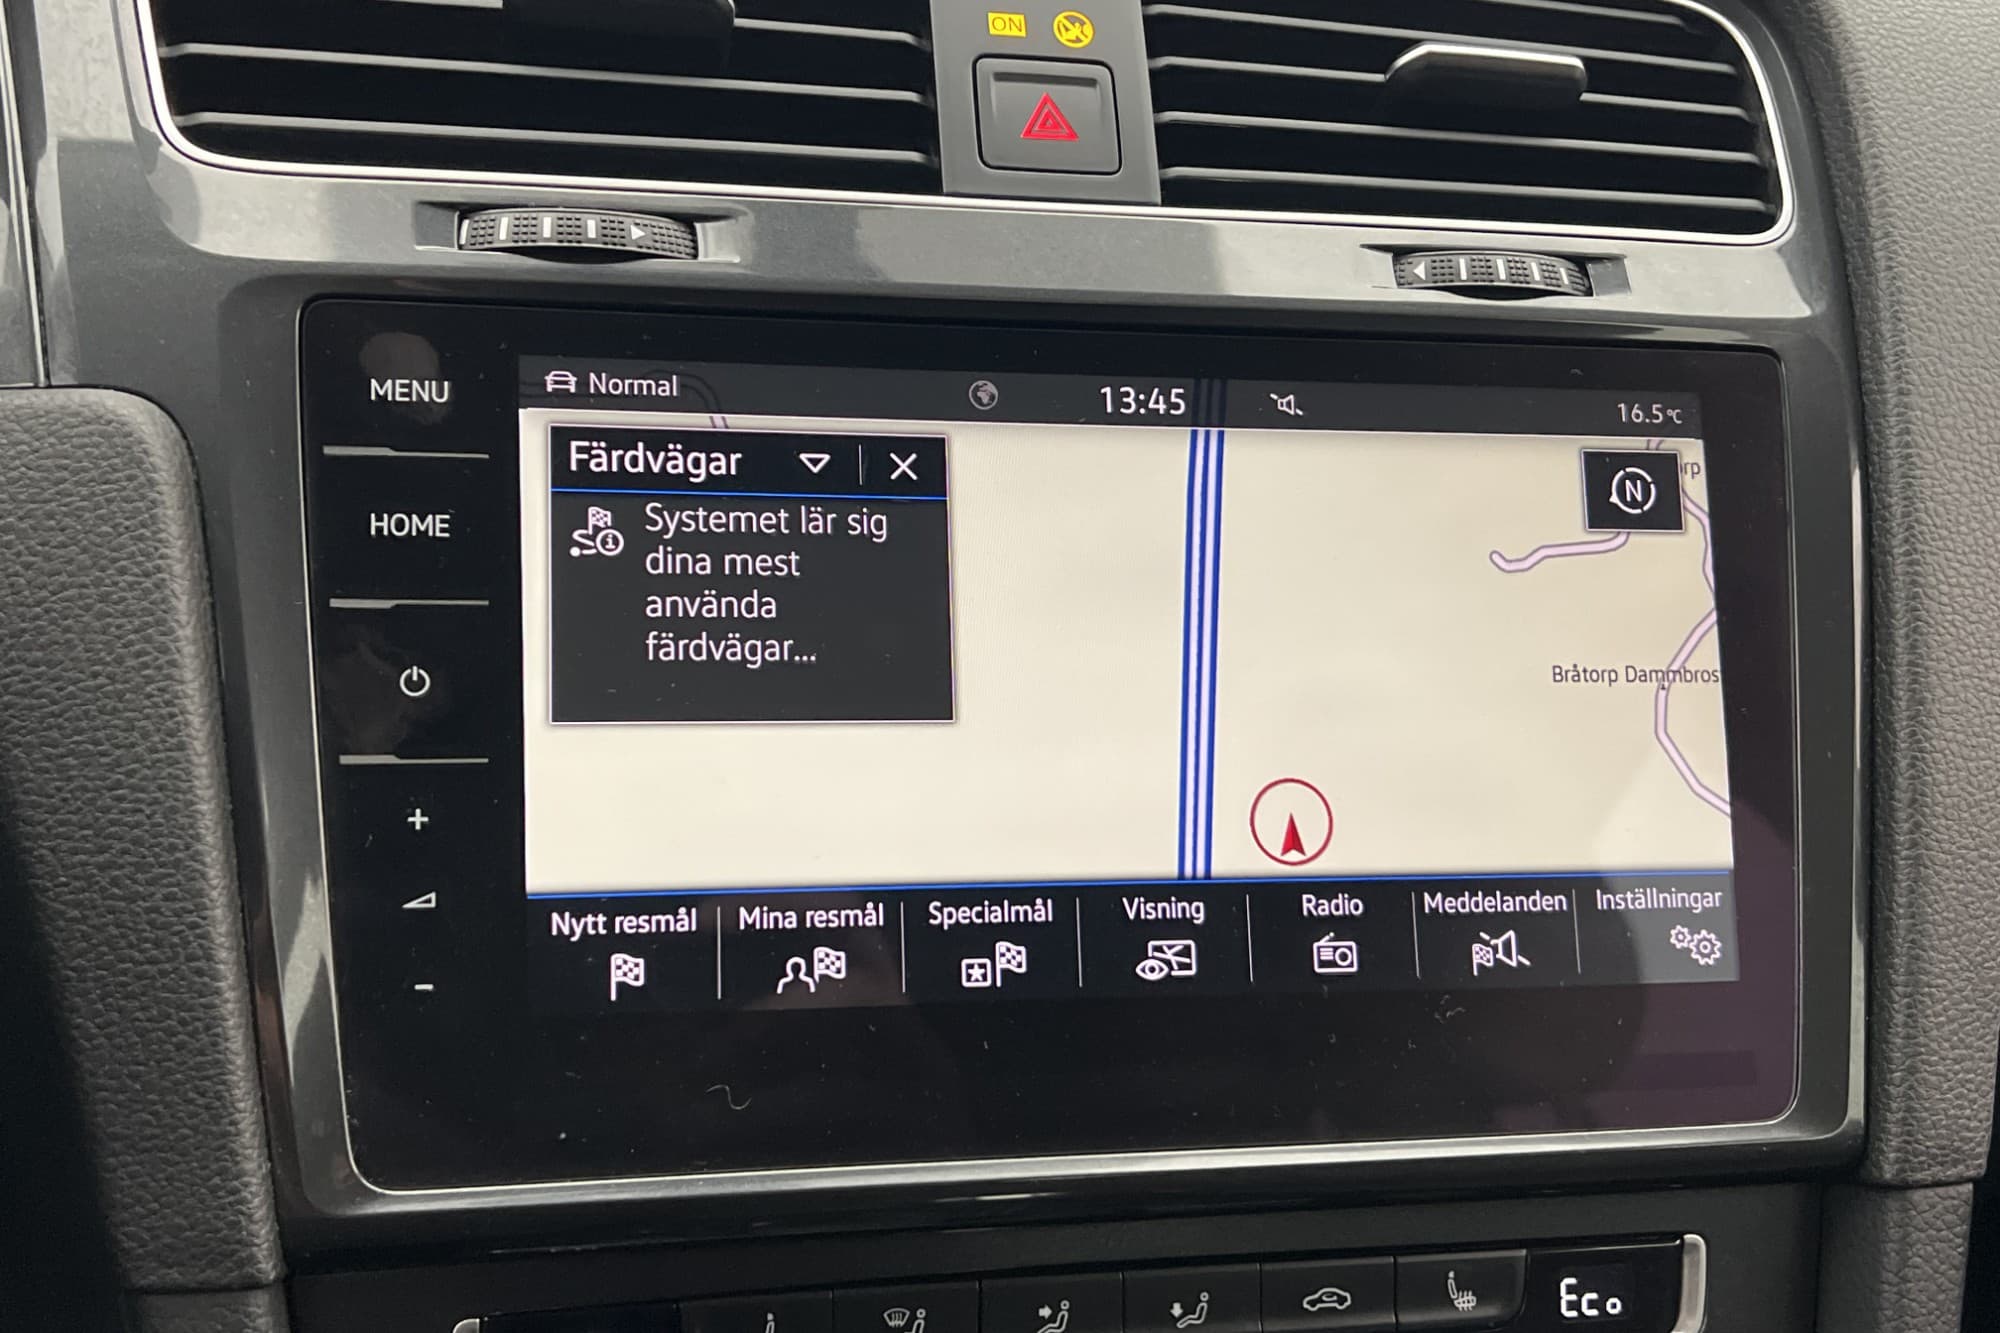 ON
MENU
HOME
Normal
13:45
16.5°C
Färdvägar
Systemet lär sig
dina mest
använda
färdvägar...
N
rp
Bråtorp Dammbros
Nytt resmål
Mina resmål
Specialmål
Visning
Radio
Meddelanden
Inställningar
Eco